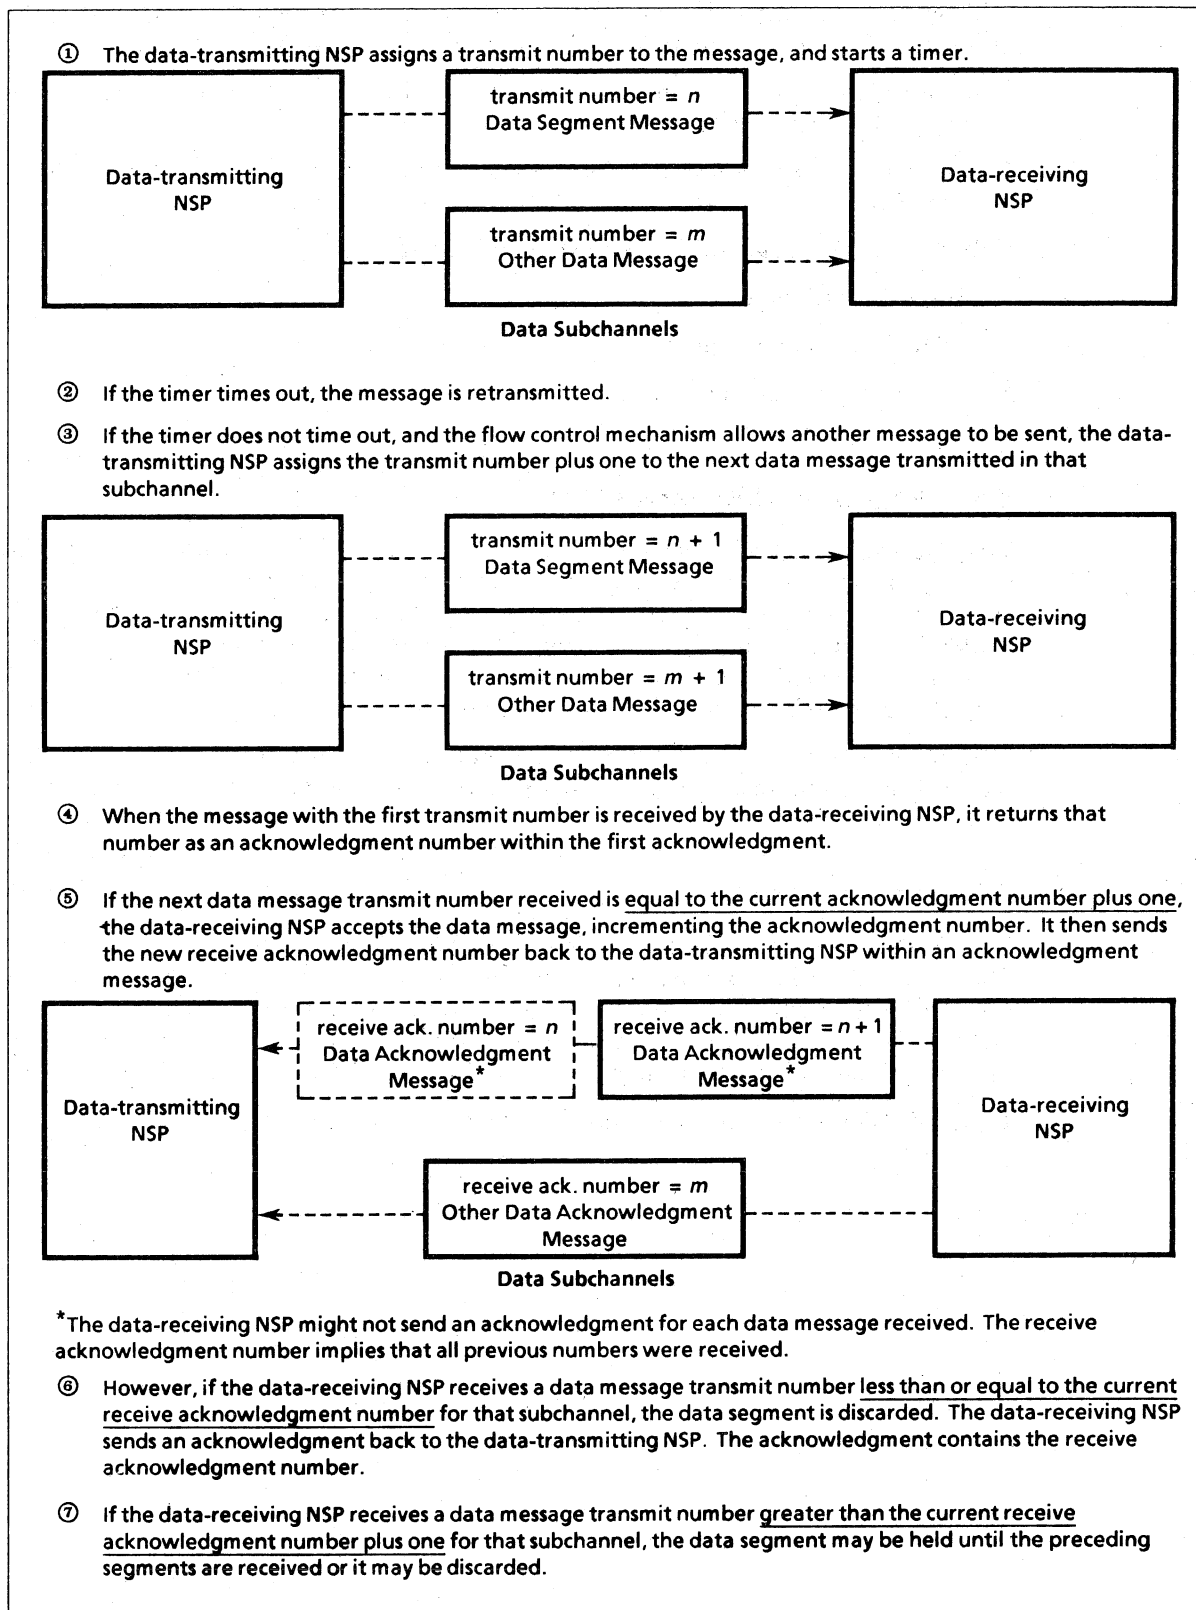 ① The data-transmitting NSP assigns a transmit number to the message, and starts a timer.
Data-transmitting
NSP
transmit number = n
Data Segment Message
transmit number = m
Other Data Message
Data-receiving
NSP
Data Subchannels
② If the timer times out, the message is retransmitted.
③ If the timer does not time out, and the flow control mechanism allows another message to be sent, the data-
transmitting NSP assigns the transmit number plus one to the next data message transmitted in that
subchannel.
Data-transmitting
NSP
transmit number = n + 1
Data Segment Message
transmit number = m + 1
Other Data Message
Data-receiving
NSP
Data Subchannels
④ When the message with the first transmit number is received by the data-receiving NSP, it returns that
number as an acknowledgment number within the first acknowledgment.
⑤ If the next data message transmit number received is equal to the current acknowledgment number plus one,
the data-receiving NSP accepts the data message, incrementing the acknowledgment number. It then sends
the new receive acknowledgment number back to the data-transmitting NSP within an acknowledgment
message.
Data-transmitting
NSP
receive ack. number = n
Data Acknowledgment
Message*
receive ack. number = n + 1
Data Acknowledgment
Message*
receive ack. number = m
Other Data Acknowledgment
Message
Data-receiving
NSP
Data Subchannels
*The data-receiving NSP might not send an acknowledgment for each data message received. The receive
acknowledgment number implies that all previous numbers were received.
⑥ However, if the data-receiving NSP receives a data message transmit number less than or equal to the current
receive acknowledgment number for that subchannel, the data segment is discarded. The data-receiving NSP
sends an acknowledgment back to the data-transmitting NSP. The acknowledgment contains the receive
acknowledgment number.
⑦ If the data-receiving NSP receives a data message transmit number greater than the current receive
acknowledgment number plus one for that subchannel, the data segment may be held until the preceding
segments are received or it may be discarded.